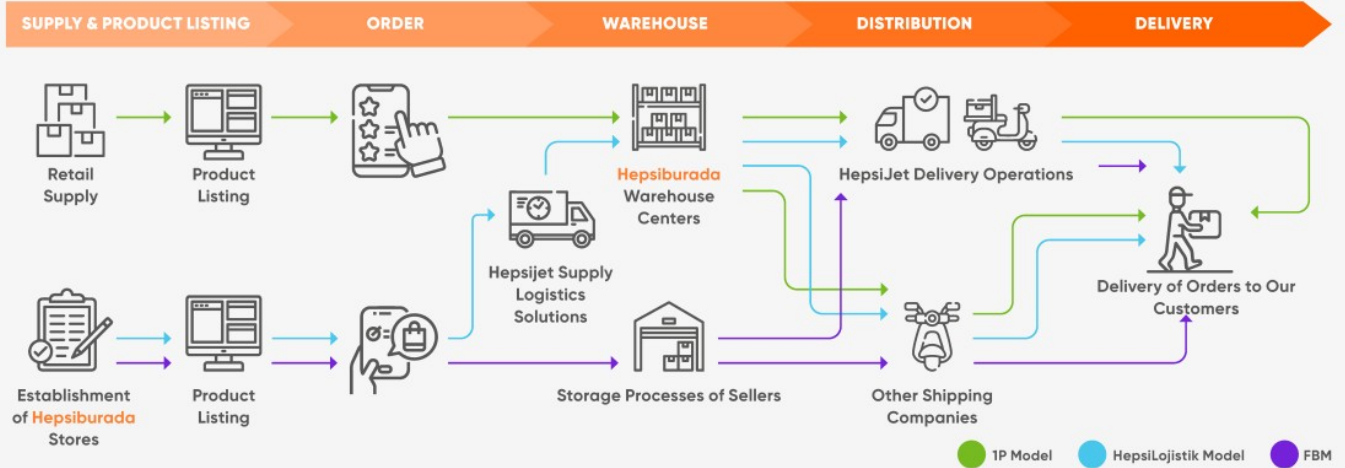 SUPPLY & PRODUCT LISTING
ORDER
WAREHOUSE
DISTRIBUTION
DELIVERY
Retail
Supply
Product
Listing
Hepsiburada
Warehouse
Centers
HepsiJet Delivery Operations
Hepsijet Supply
Logistics
Solutions
Delivery of Orders to Our
Customers
Establishment
of Hepsiburada
Stores
Product
Listing
Storage Processes of Sellers
Other Shipping
Companies
1P Model
HepsiLojistik Model
FBM